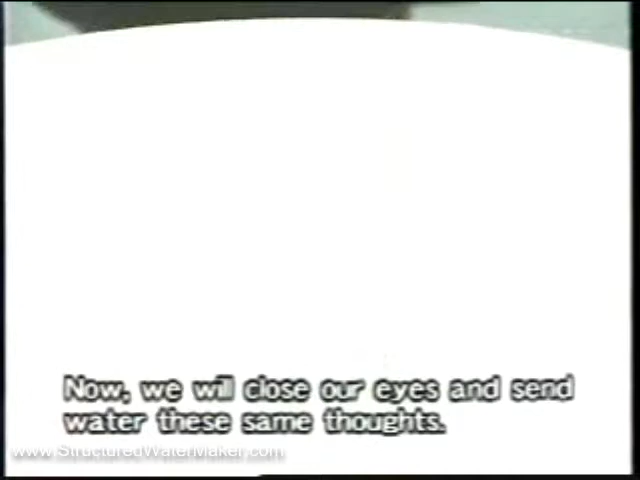 Now, we will close our eyes and send
water these same thoughts.
www.StructuredWaterMaker.com